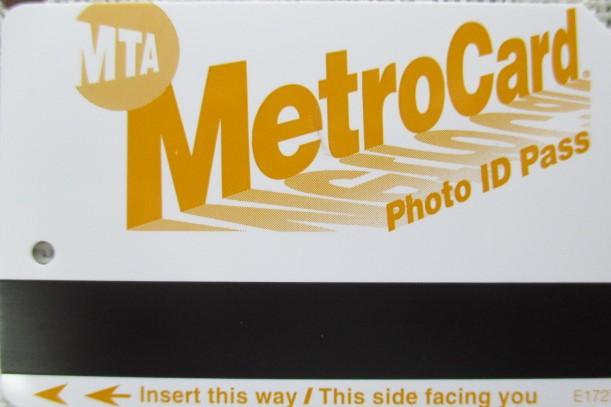 MTA
MetroCard
Photo ID Pass
Insert this way / This side facing you